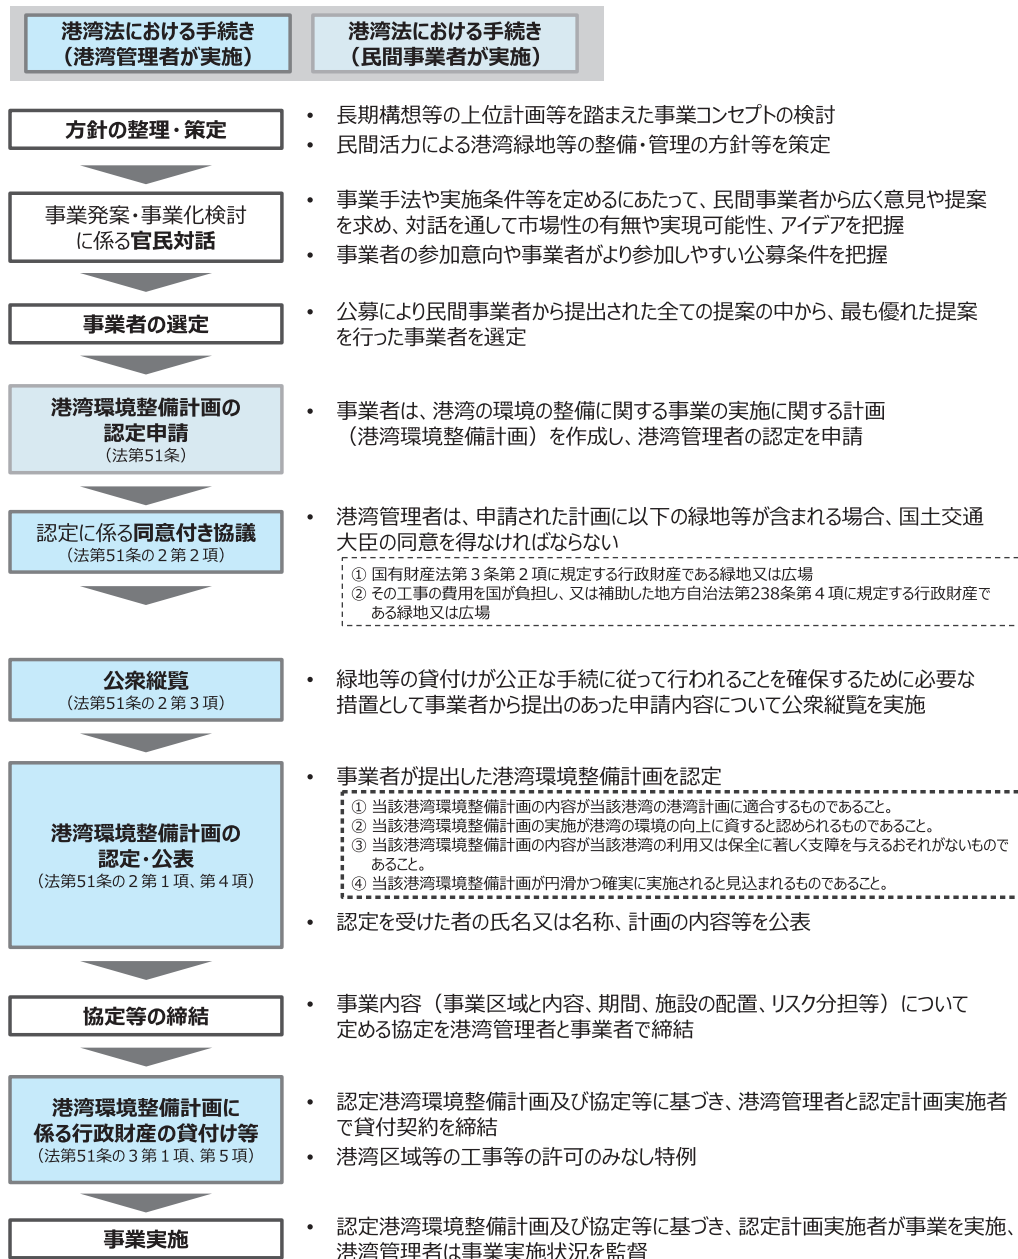 港湾法における手続き
（港湾管理者が実施）
港湾法における手続き
（民間事業者が実施）
方針の整理・策定
• 長期構想等の上位計画等を踏まえた事業コンセプトの検討
• 民間活力による港湾緑地等の整備・管理の方針等を策定
事業発案・事業化検討
に係る官民対話
• 事業手法や実施条件等を定めるにあたって、民間事業者から広く意見や提案
を求め、対話を通して市場性の有無や実現可能性、アイデアを把握
• 事業者の参加意向や事業者がより参加しやすい公募条件を把握
事業者の選定
• 公募により民間事業者から提出された全ての提案の中から、最も優れた提案
を行った事業者を選定
港湾環境整備計画の
認定申請
（法第51条）
• 事業者は、港湾の環境の整備に関する事業の実施に関する計画
（港湾環境整備計画）を作成し、港湾管理者の認定を申請
認定に係る同意付き協議
（法第51条の２第２項）
• 港湾管理者は、申請された計画に以下の緑地等が含まれる場合、国土交通
大臣の同意を得なければならない
① 国有財産法第３条第２項に規定する行政財産である緑地又は広場
② その工事の費用を国が負担し、又は補助した地方自治法第238条第４項に規定する行政財産で
ある緑地又は広場
公衆縦覧
（法第51条の２第３項）
• 緑地等の貸付けが公正な手続に従って行われることを確保するために必要な
措置として事業者から提出のあった申請内容について公衆縦覧を実施
港湾環境整備計画の
認定・公表
（法第51条の２第１項、第４項）
• 事業者が提出した港湾環境整備計画を認定
① 当該港湾環境整備計画の内容が当該港湾の港湾計画に適合するものであること。
② 当該港湾環境整備計画の実施が港湾の環境の向上に資すると認められるものであること。
③ 当該港湾環境整備計画の内容が当該港湾の利用又は保全に著しく支障を与えるおそれがないもので
あること。
④ 当該港湾環境整備計画が円滑かつ確実に実施されると見込まれるものであること。
• 認定を受けた者の氏名又は名称、計画の内容等を公表
協定等の締結
• 事業内容（事業区域と内容、期間、施設の配置、リスク分担等）について
定める協定を港湾管理者と事業者で締結
港湾環境整備計画に
係る行政財産の貸付け等
（法第51条の３第１項、第５項）
• 認定港湾環境整備計画及び協定等に基づき、港湾管理者と認定計画実施者
で貸付契約を締結
• 港湾区域等の工事等の許可のみなし特例
事業実施
• 認定港湾環境整備計画及び協定等に基づき、認定計画実施者が事業を実施、
港湾管理者は事業実施状況を監督